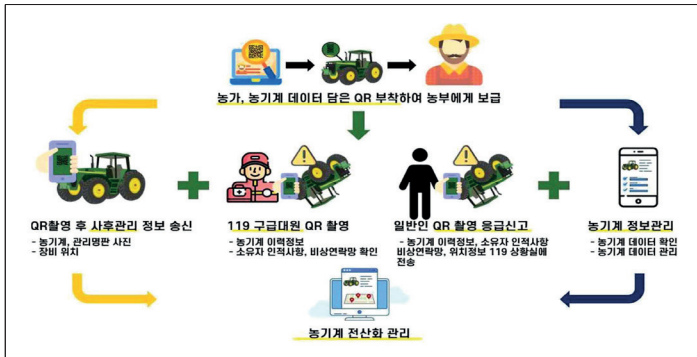 농가, 농기계 데이터 담은 QR 부착하여 농부에게 보급
QR촬영 후 사후관리 정보 송신
- 농기계, 관리명판 사진
- 장비 위치
119 구급대원 QR 촬영
- 농기계 이력정보
- 소유자 인적사항, 비상연락망 확인
일반인 QR 촬영 응급신고
- 농기계 이력정보, 소유자 인적사항
비상연락망, 위치정보 119 상황실에
전송
농기계 정보관리
- 농기계 데이터 확인
- 농기계 데이터 관리
농기계 전산화 관리